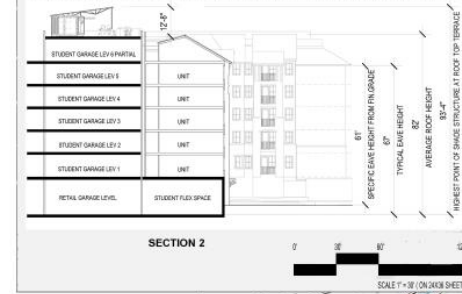 12'-6"
STUDENT GARAGE LEV 6 PARTIAL
STUDENT GARAGE LEV 5
UNIT
STUDENT GARAGE LEV 4
UNIT
STUDENT GARAGE LEV 3
UNIT
STUDENT GARAGE LEV 2
UNIT
STUDENT GARAGE LEV 1
UNIT
RETAIL GARAGE LEVEL
STUDENT FLEX SPACE
61'
SPECIFIC EAVE HEIGHT FROM FIN.GRADE
67'
TYPICAL EAVE HEIGHT
82'
AVERAGE ROOF HEIGHT
93'-4"
HIGHEST POINT OF SHADE STRUCTURE AT ROOF TOP TERRACE
SECTION 2
0' 30' 60'
SCALE 1" = 30' ( ON 24X36 SHEET